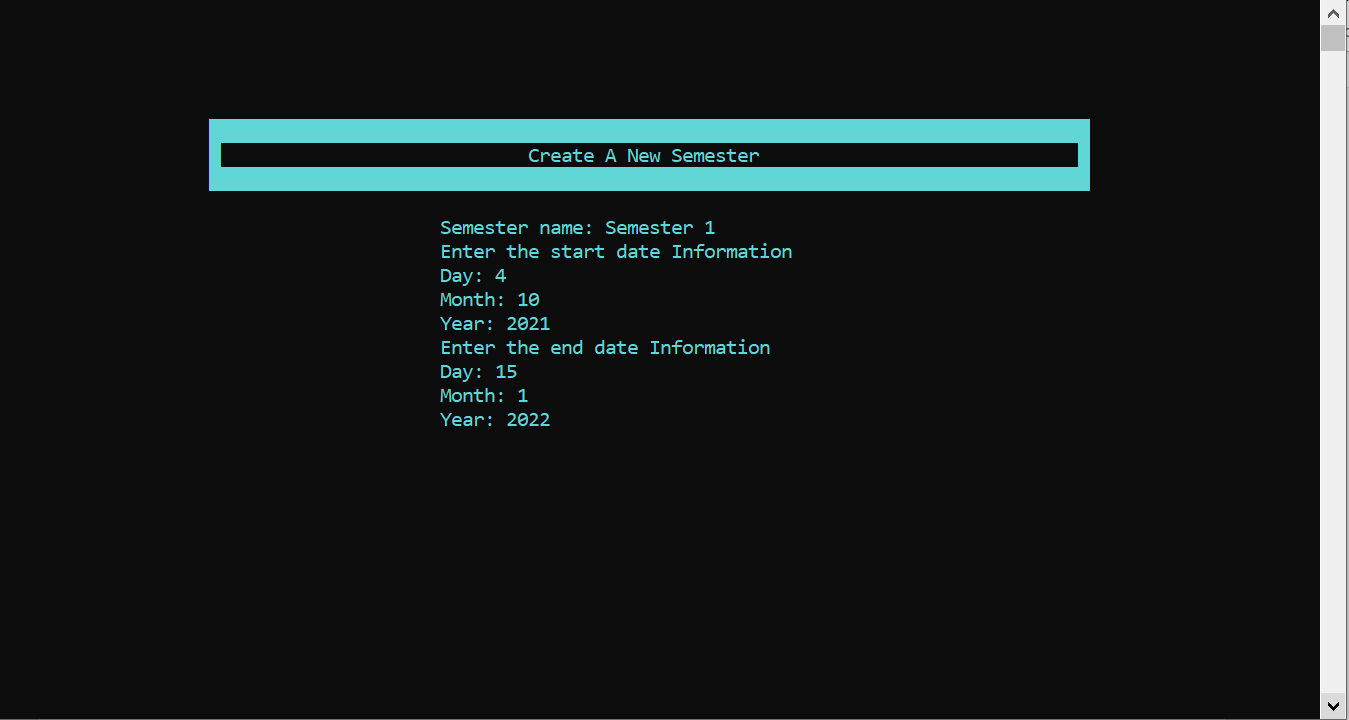 Create A New Semester
Semester name: Semester 1
Enter the start date Information
Day: 4
Month: 10
Year: 2021
Enter the end date Information
Day: 15
Month: 1
Year: 2022